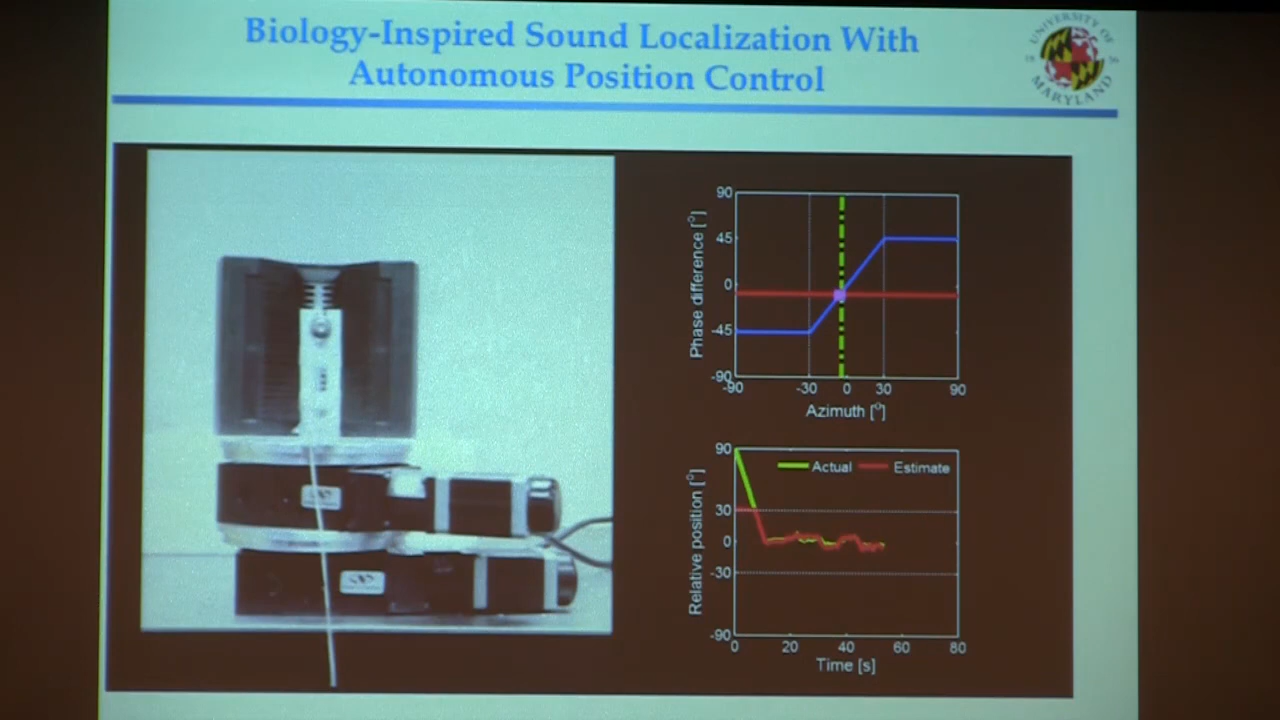 Biology-Inspired Sound Localization With
Autonomous Position Control
UNIVERSITY OF
MARYLAND
Phase difference [°]
90
45
0
-45
-90
-90
-30
0
30
90
Azimuth [°]
Relative position [°]
90
30
0
-30
-90
Actual
Estimate
0
20
40
60
80
Time [s]